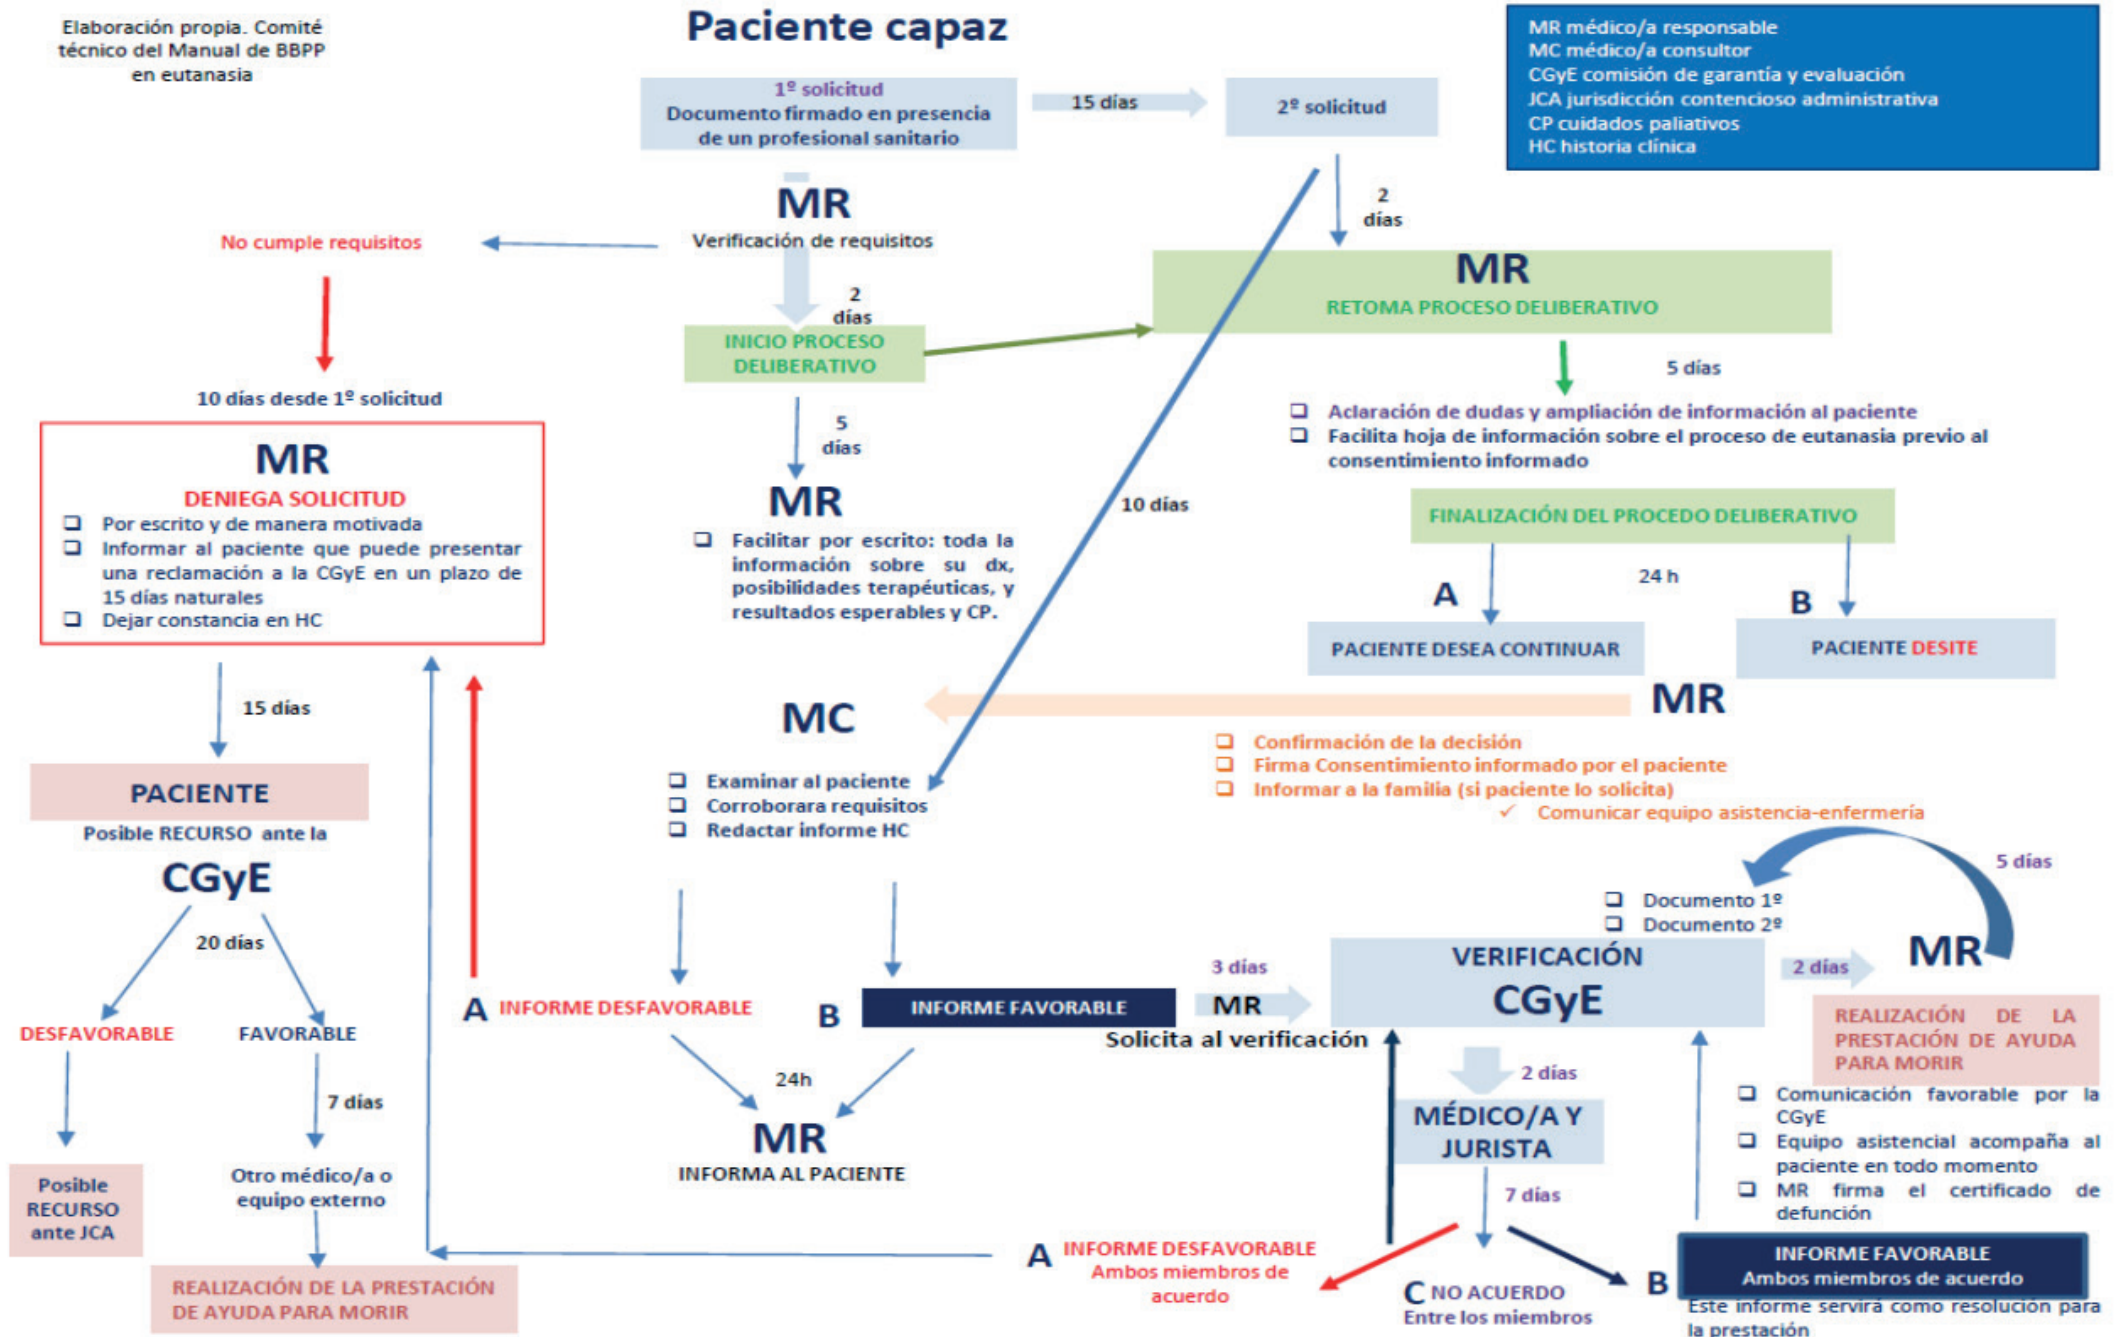 Elaboración propia. Comité
técnico del Manual de BBPP
en eutanasia
Paciente capaz
MR médico/a responsable
MC médico/a consultor
CGyE comisión de garantía y evaluación
JCA jurisdicción contencioso administrativa
CP cuidados paliativos
HC historia clínica
1º solicitud
Documento firmado en presencia
de un profesional sanitario
15 días
2º solicitud
MR
Verificación de requisitos
No cumple requisitos
2
días
2
días
MR
RETOMA PROCESO DELIBERATIVO
INICIO PROCESO
DELIBERATIVO
5 días
10 días desde 1º solicitud
MR
DENIEGA SOLICITUD
Por escrito y de manera motivada
Informar al paciente que puede presentar
una reclamación a la CGyE en un plazo de
15 días naturales
Dejar constancia en HC
5
días
MR
Facilitar por escrito: toda la
información sobre su dx,
posibilidades terapéuticas, y
resultados esperables y CP.
10 días
Aclaración de dudas y ampliación de información al paciente
Facilita hoja de información sobre el proceso de eutanasia previo al
consentimiento informado
FINALIZACIÓN DEL PROCEDO DELIBERATIVO
24 h
A
B
PACIENTE DESEA CONTINUAR
PACIENTE DESITE
MR
Confirmación de la decisión
Firma Consentimiento informado por el paciente
Informar a la familia (si paciente lo solicita)
Comunicar equipo asistencia-enfermería
MC
Examinar al paciente
Corroborara requisitos
Redactar informe HC
15 días
PACIENTE
Posible RECURSO ante la
CGyE
20 días
DESFAVORABLE
FAVORABLE
7 días
Posible
RECURSO
ante JCA
Otro médico/a o
equipo externo
REALIZACIÓN DE LA PRESTACIÓN
DE AYUDA PARA MORIR
A INFORME DESFAVORABLE
B INFORME FAVORABLE
24h
MR
INFORMA AL PACIENTE
3 días
MR
Solicita al verificación
Documento 1º
Documento 2º
VERIFICACIÓN
CGyE
2 días
MR
5 días
REALIZACIÓN DE LA
PRESTACIÓN DE AYUDA
PARA MORIR
Comunicación favorable por la
CGyE
Equipo asistencial acompaña al
paciente en todo momento
MR firma el certificado de
defunción
2 días
MÉDICO/A Y
JURISTA
7 días
A INFORME DESFAVORABLE
Ambos miembros de
acuerdo
C NO ACUERDO
Entre los miembros
B INFORME FAVORABLE
Ambos miembros de acuerdo
Este informe servirá como resolución para
la prestación